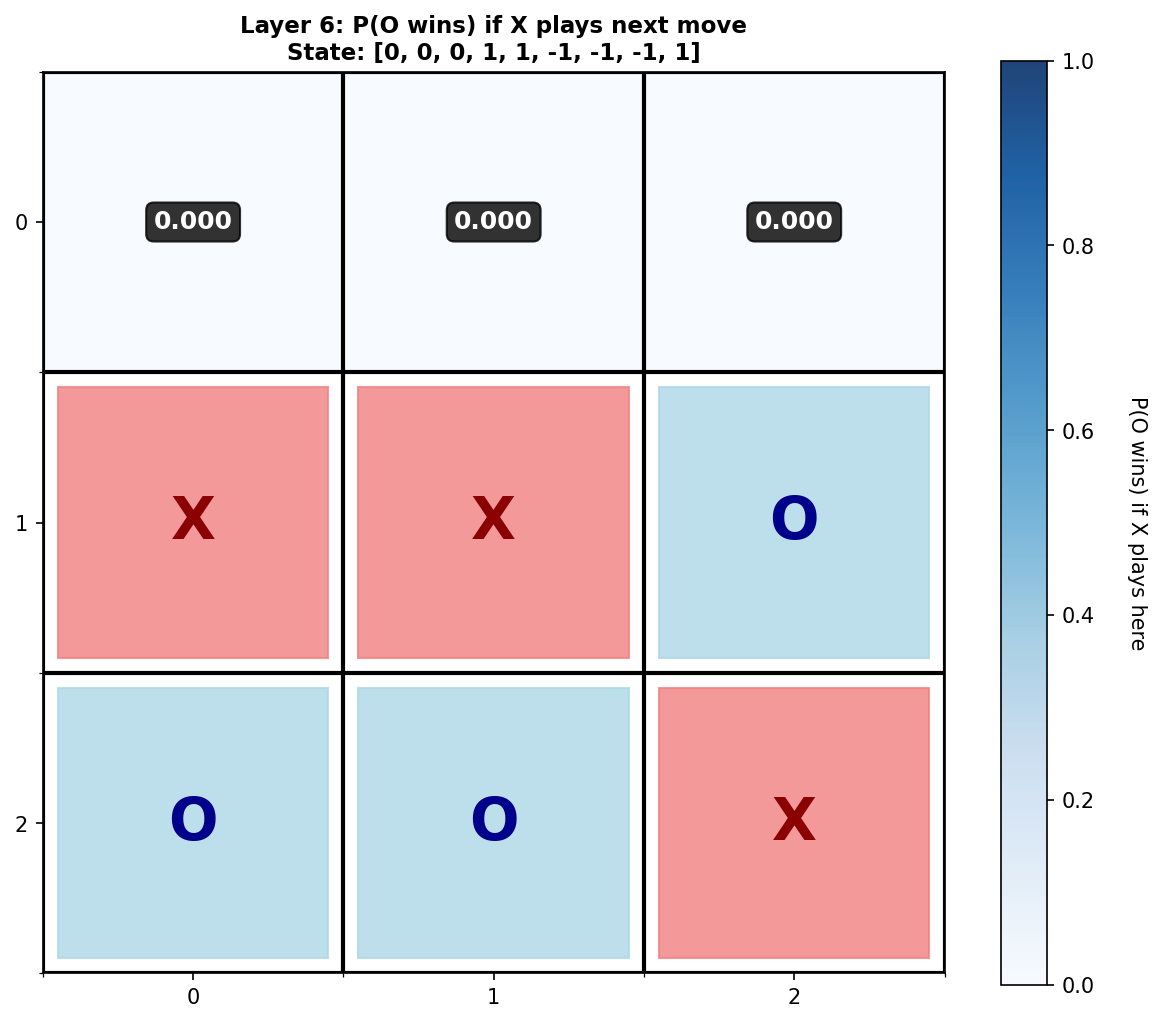 Layer 6: P(O wins) if X plays next move
State: [0, 0, 0, 1, 1, -1, -1, -1, 1]
0.000 0.000 0.000
X X O
O O X
0
1
2
0 1 2
1.0
0.8
0.6
0.4
0.2
0.0
P(O wins) if X plays here